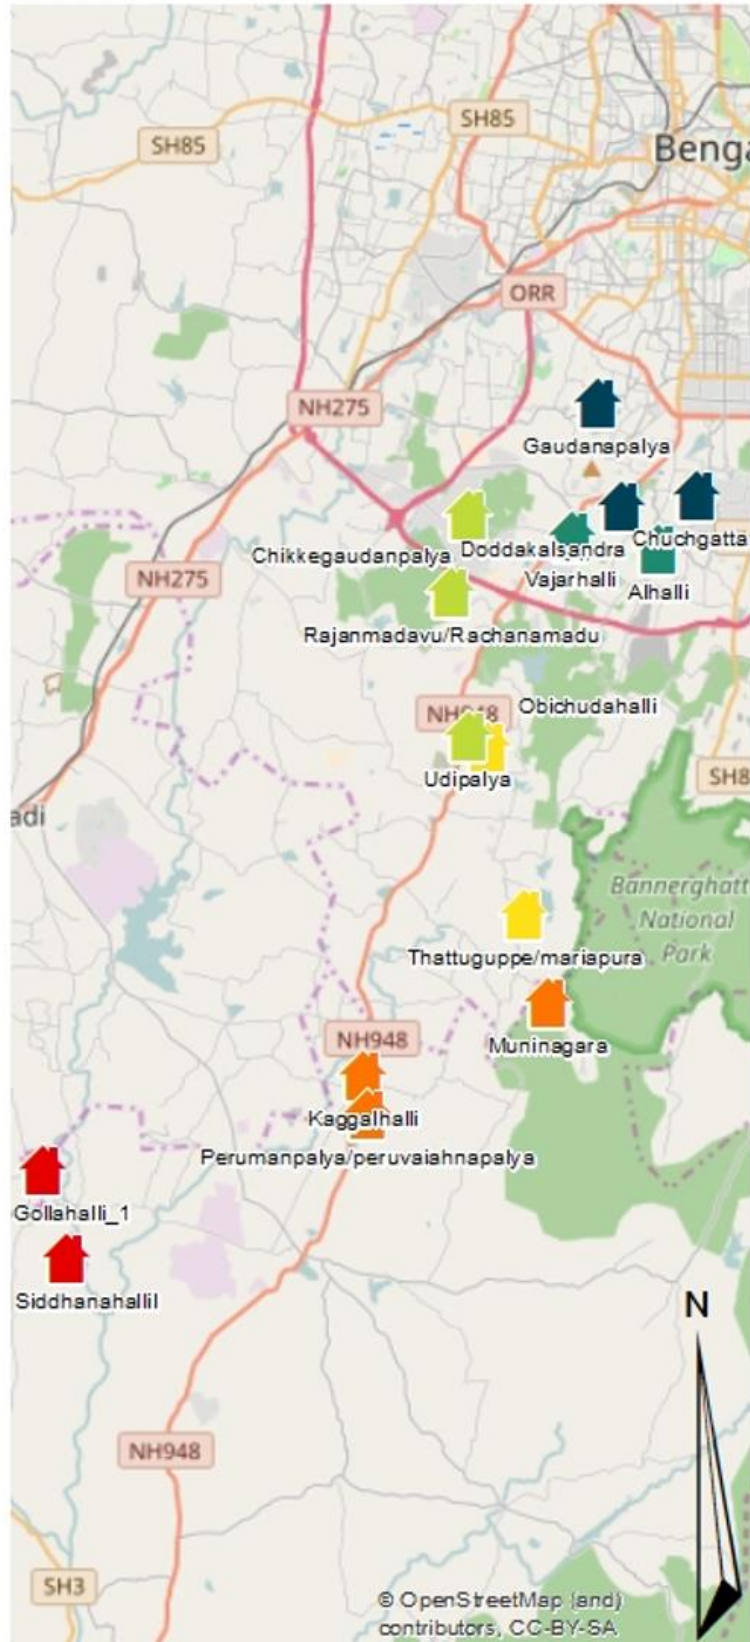 SH85
SH85
Benga
ORR
NH275
Gaudanapalya
Chuchgatta
Chikkegaudanpalya
Doddakalsandra
Vajarhalli
NH275
Alhalli
Rajanmadavu/Rachanamadu
Obichudahalli
NH948
Udipalya
SH8
adi
Bannerghatt
National
Park
Thattuguppe/mariapura
NH948
Muninagara
Kaggalhalli
Perumanpalya/peruvaiahnapalya
Gollahalli_1
Siddhanahallil
N
NH948
SH3
© OpenStreetMap (and)
contributors, CC-BY-SA